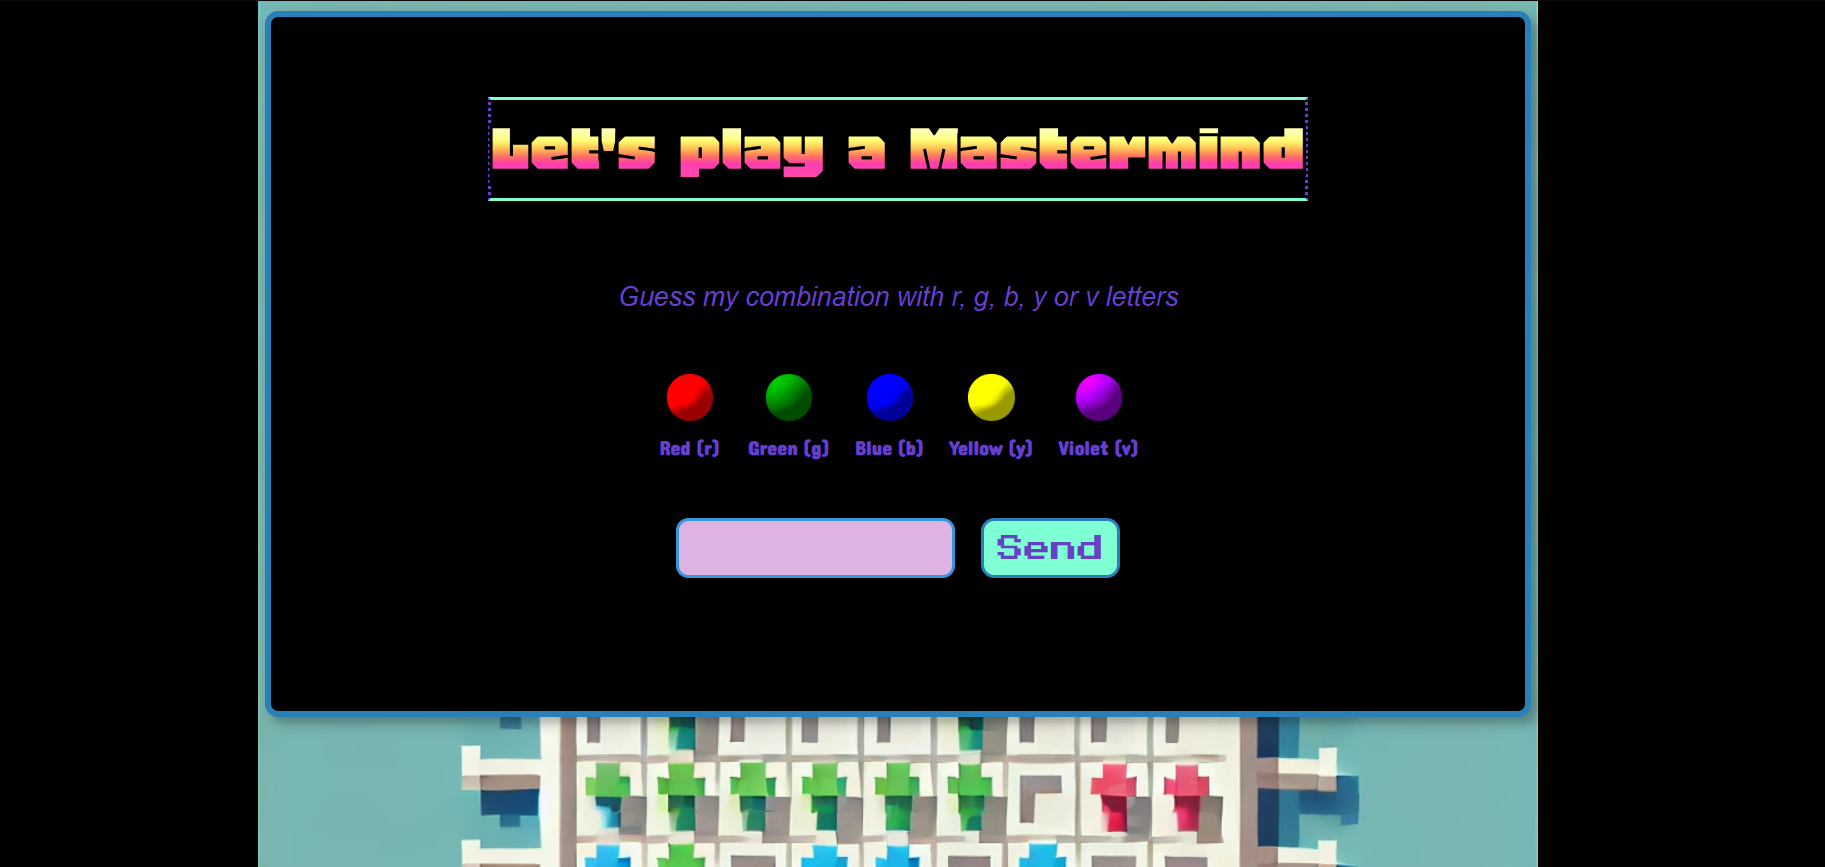 Let's play a Mastermind
Guess my combination with r, g, b, y or v letters
Red (r) Green (g) Blue (b) Yellow (y) Violet (v)
Send